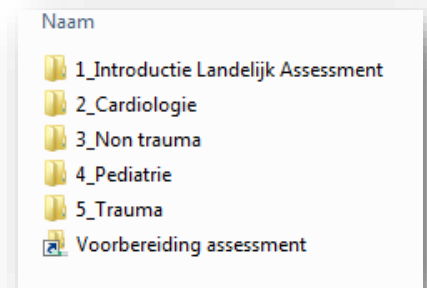 Naam
1_Introductie Landelijk Assessment
2_Cardiologie
3_Non trauma
4_Pediatrie
5_Trauma
Voorbereiding assessment